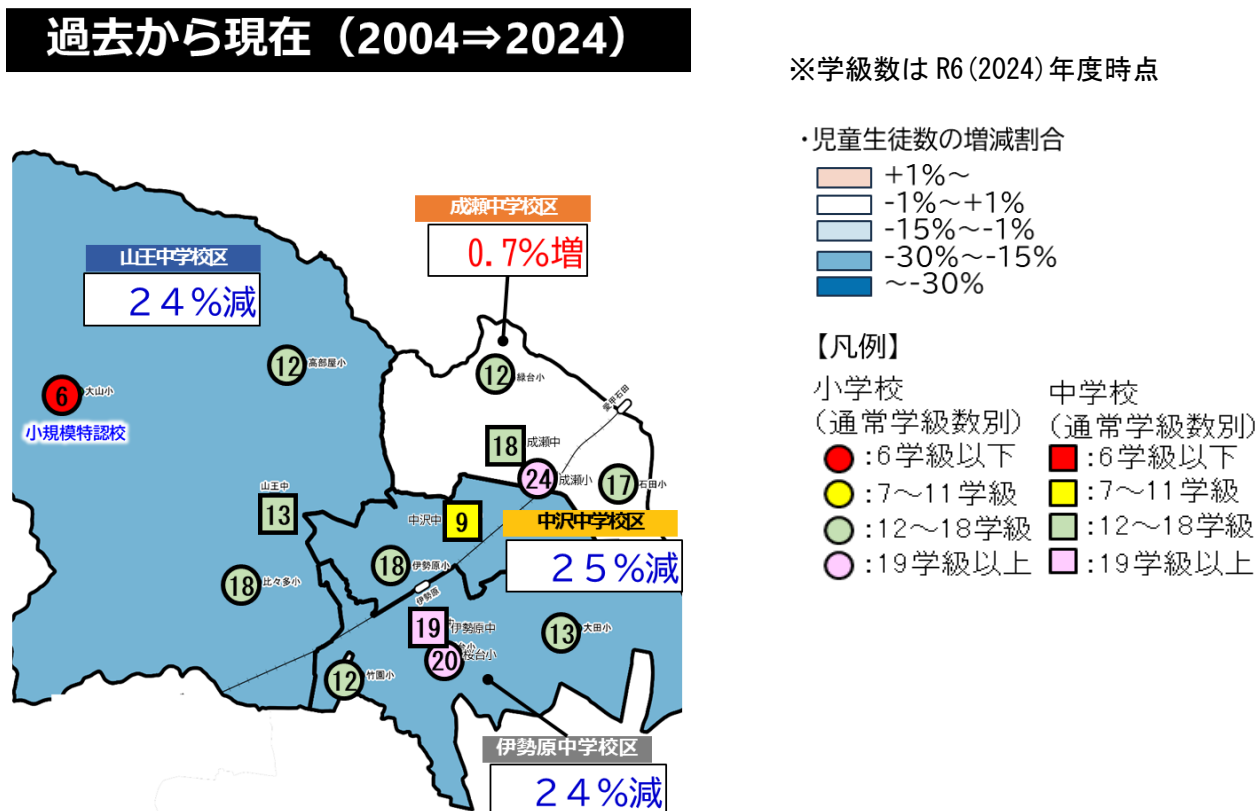 過去から現在（2004⇒2024）
※学級数は R6(2024)年度時点
・児童生徒数の増減割合
+1%～
-1%～+1%
-15%～-1%
-30%～-15%
～-30%
【凡例】
小学校
（通常学級数別）
:6学級以下
:7～11学級
:12～18学級
:19学級以上
中学校
（通常学級数別）
:6学級以下
:7～11学級
:12～18学級
:19学級以上
成瀬中学校区
0.7%増
山王中学校区
24%減
12
高部屋小
6
大山小
小規模特認校
12
緑台小
愛甲石田
18
成瀬中
24
成瀬小
17
石田小
山王中
13
中沢中
9
中沢中学校区
25%減
18
伊勢原小
18
比々多小
伊勢原
19
伊勢原中
20
桜台小
13
大田小
12
竹園小
伊勢原中学校区
24%減